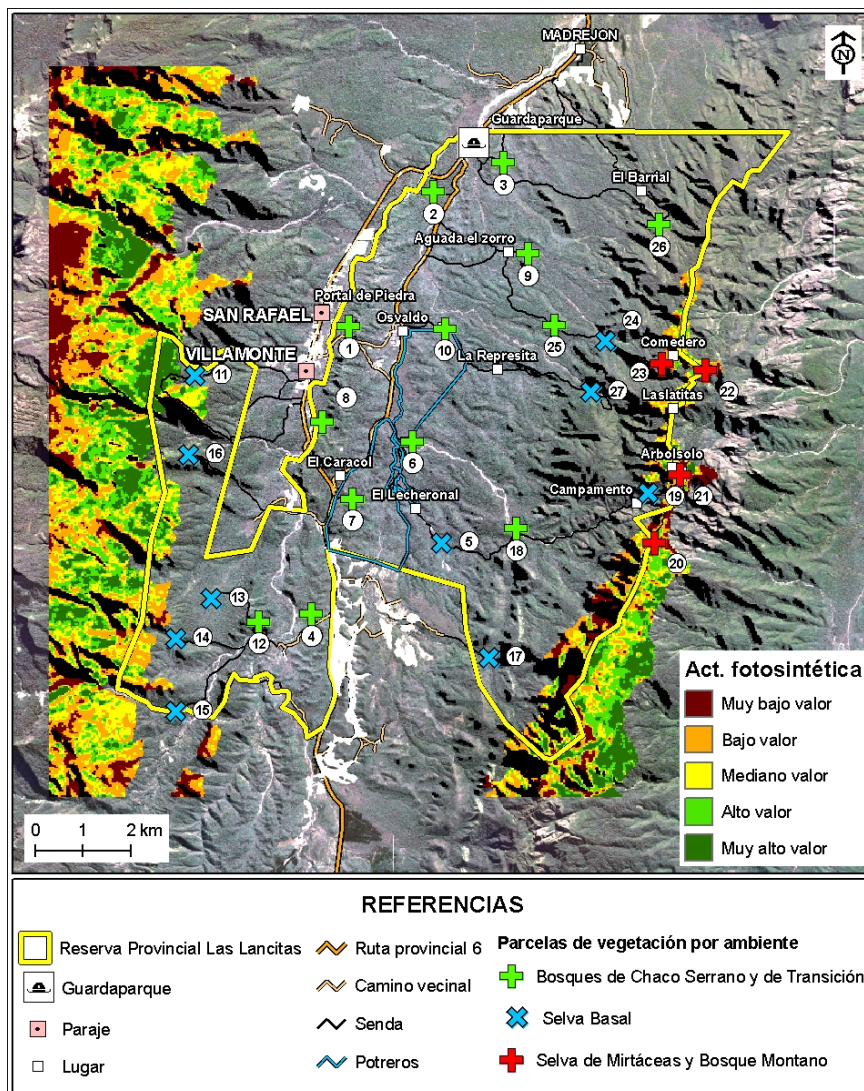 MADREJON
N
Guardaparque
3
El Barrial
2
26
Aguada el zorro
9
Portal de Piedra
SAN RAFAEL
Osvaldo
24
1
10
25
Comedero
VILLAMONTE
La Represita
23
22
11
27
8
Laslatitas
16
6
El Caracol
Arbolsolo
Campamento
19
21
7
El Lecheronal
5
18
20
13
14
12
4
17
15
Act. fotosintética
Muy bajo valor
Bajo valor
Mediano valor
Alto valor
Muy alto valor
0 1 2 km
REFERENCIAS
Reserva Provincial Las Lancitas
Guardaparque
Paraje
Lugar
Ruta provincial 6
Camino vecinal
Senda
Potreros
Parcelas de vegetación por ambiente
Bosques de Chaco Serrano y de Transición
Selva Basal
Selva de Mirtáceas y Bosque Montano